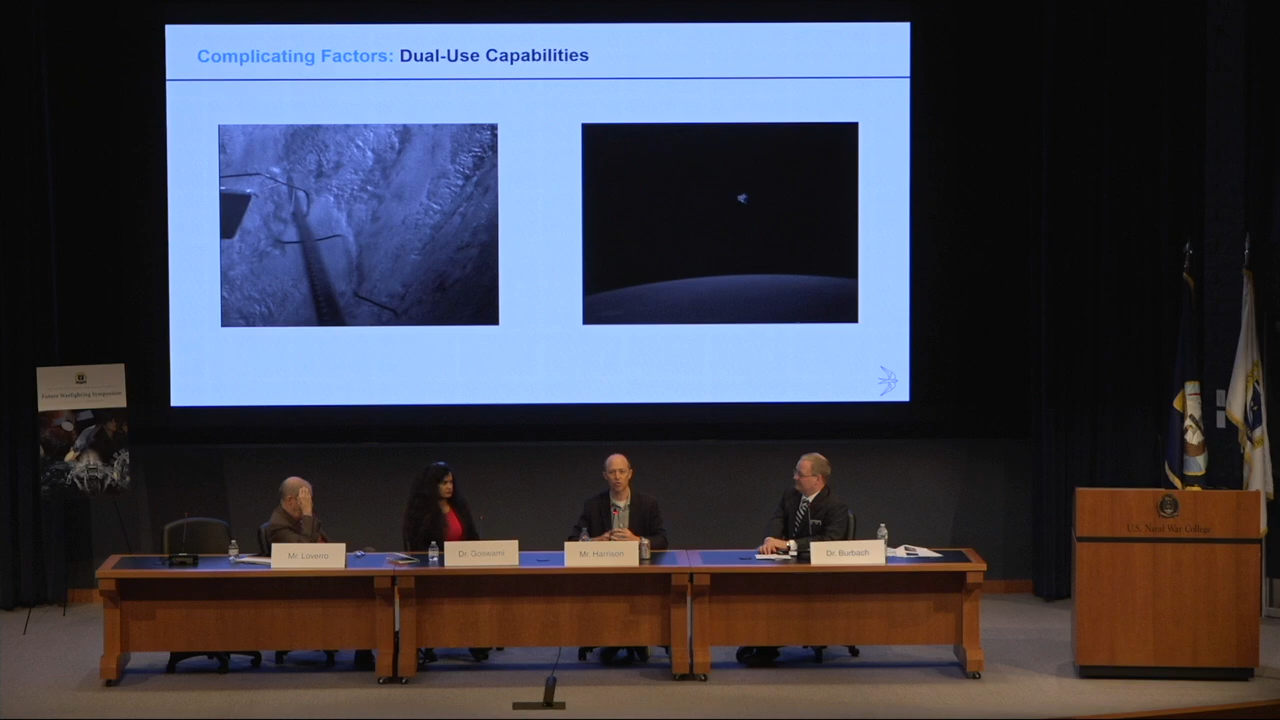 Complicating Factors: Dual-Use Capabilities
Future Warfighting Symposium
Mr. Loverro
Dr. Goswami
Mr. Harrison
Dr. Burbach
U.S. Naval War College